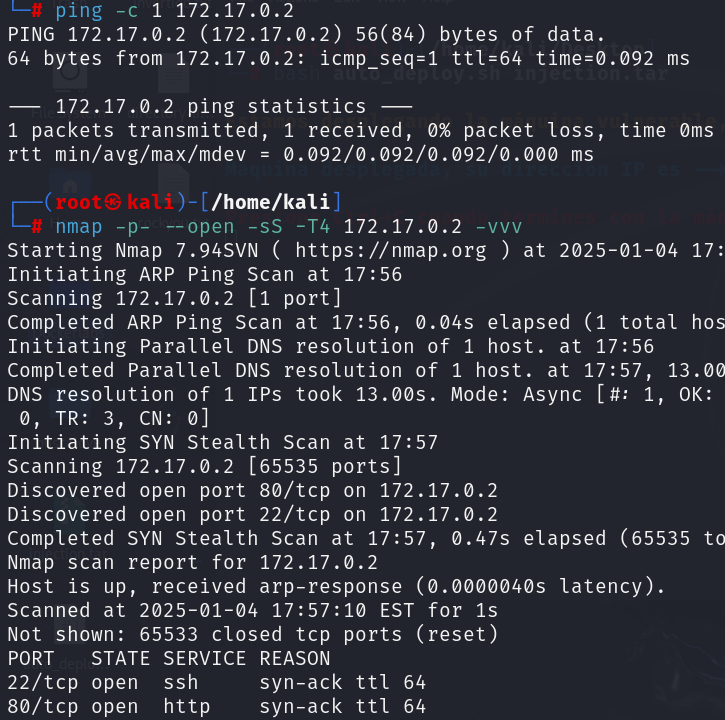 └─# ping -c 1 172.17.0.2
PING 172.17.0.2 (172.17.0.2) 56(84) bytes of data.
64 bytes from 172.17.0.2: icmp_seq=1 ttl=64 time=0.092 ms
--- 172.17.0.2 ping statistics ---
1 packets transmitted, 1 received, 0% packet loss, time 0ms
rtt min/avg/max/mdev = 0.092/0.092/0.092/0.000 ms
┌──(root㉿kali)-[/home/kali]
└─# nmap -p- --open -sS -T4 172.17.0.2 -vvv
Starting Nmap 7.94SVN ( https://nmap.org ) at 2025-01-04 17:
Initiating ARP Ping Scan at 17:56
Scanning 172.17.0.2 [1 port]
Completed ARP Ping Scan at 17:56, 0.04s elapsed (1 total hos
Initiating Parallel DNS resolution of 1 host. at 17:56
Completed Parallel DNS resolution of 1 host. at 17:57, 13.00
DNS resolution of 1 IPs took 13.00s. Mode: Async [#: 1, OK:
0, TR: 3, CN: 0]
Initiating SYN Stealth Scan at 17:57
Scanning 172.17.0.2 [65535 ports]
Discovered open port 80/tcp on 172.17.0.2
Discovered open port 22/tcp on 172.17.0.2
Completed SYN Stealth Scan at 17:57, 0.47s elapsed (65535 to
Nmap scan report for 172.17.0.2
Host is up, received arp-response (0.0000040s latency).
Scanned at 2025-01-04 17:57:10 EST for 1s
Not shown: 65533 closed tcp ports (reset)
PORT   STATE SERVICE REASON
22/tcp open  ssh     syn-ack ttl 64
80/tcp open  http    syn-ack ttl 64